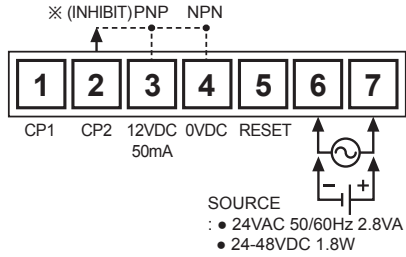 ※ (INHIBIT) PNP NPN
1 2 3 4 5 6 7
CP1 CP2 12VDC 0VDC RESET
50mA
− +
SOURCE
: ● 24VAC 50/60Hz 2.8VA
● 24-48VDC 1.8W